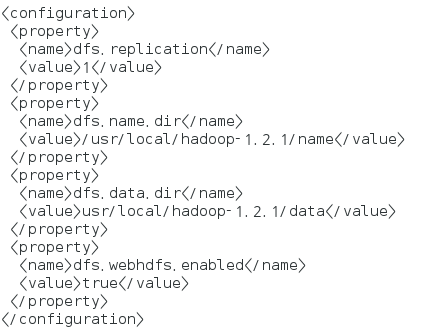 <configuration>
<property>
<name>dfs.replication</name>
<value>1</value>
</property>
<property>
<name>dfs.name.dir</name>
<value>/usr/local/hadoop-1.2.1/name</value>
</property>
<property>
<name>dfs.data.dir</name>
<value>usr/local/hadoop-1.2.1/data</value>
</property>
<property>
<name>dfs.webhdfs.enabled</name>
<value>true</value>
</property>
</configuration>